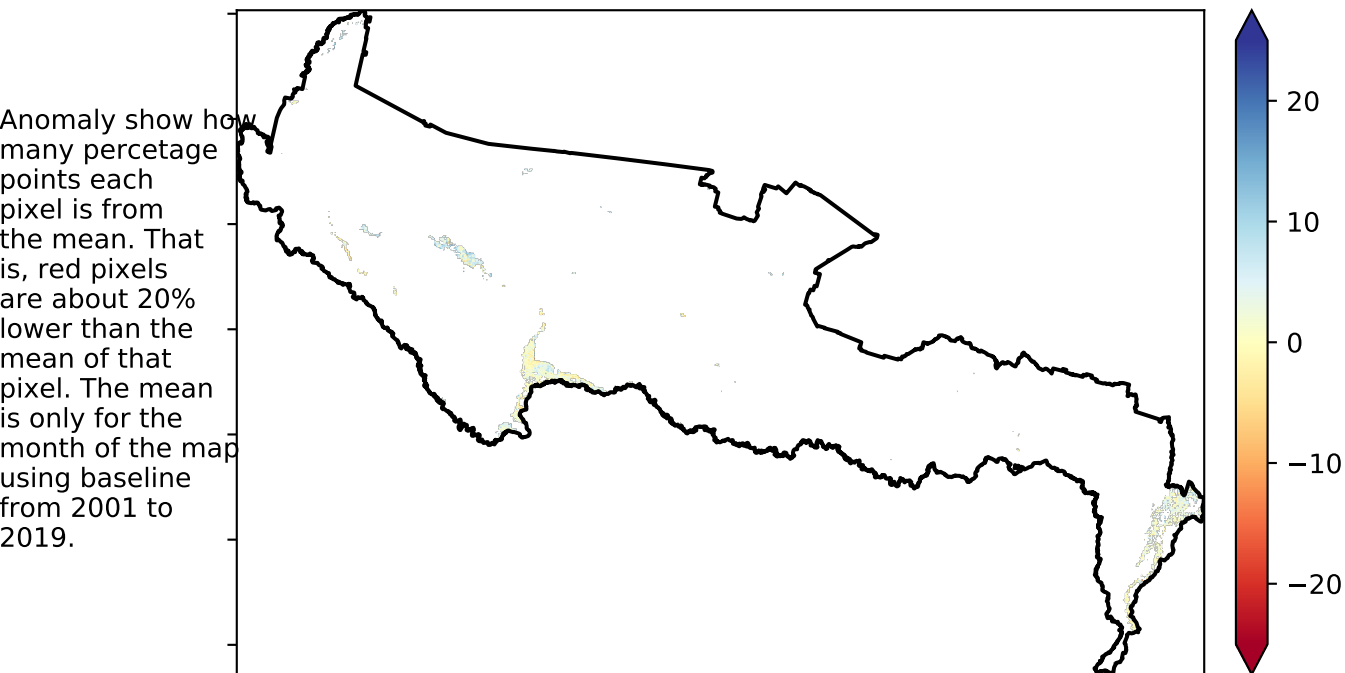 Anomaly show how
many percetage
points each
pixel is from
the mean. That
is, red pixels
are about 20%
lower than the
mean of that
pixel. The mean
is only for the
month of the map
using baseline
from 2001 to
2019.
20
10
0
−10
−20